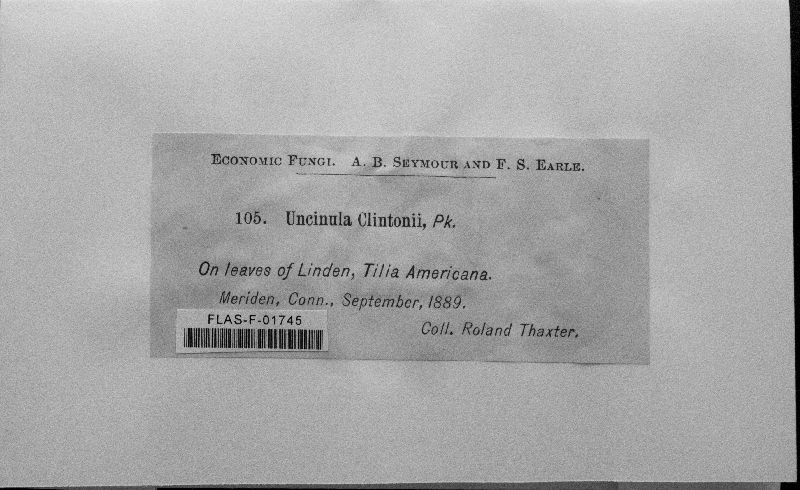 ECONOMIC FUNGI. A. B. SEYMOUR AND F. S. EARLE.
105. Uncinula Clintonii, Pk.
On leaves of Linden, Tilia Americana.
Meriden, Conn., September, 1889.
FLAS-F-01745
Coll. Roland Thaxter.